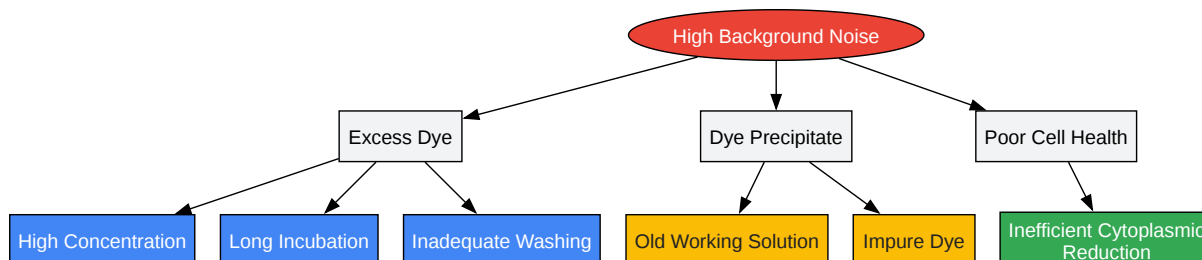 High Background Noise
Excess Dye
Dye Precipitate
Poor Cell Health
High Concentration
Long Incubation
Inadequate Washing
Old Working Solution
Impure Dye
Inefficient Cytoplasmic
Reduction